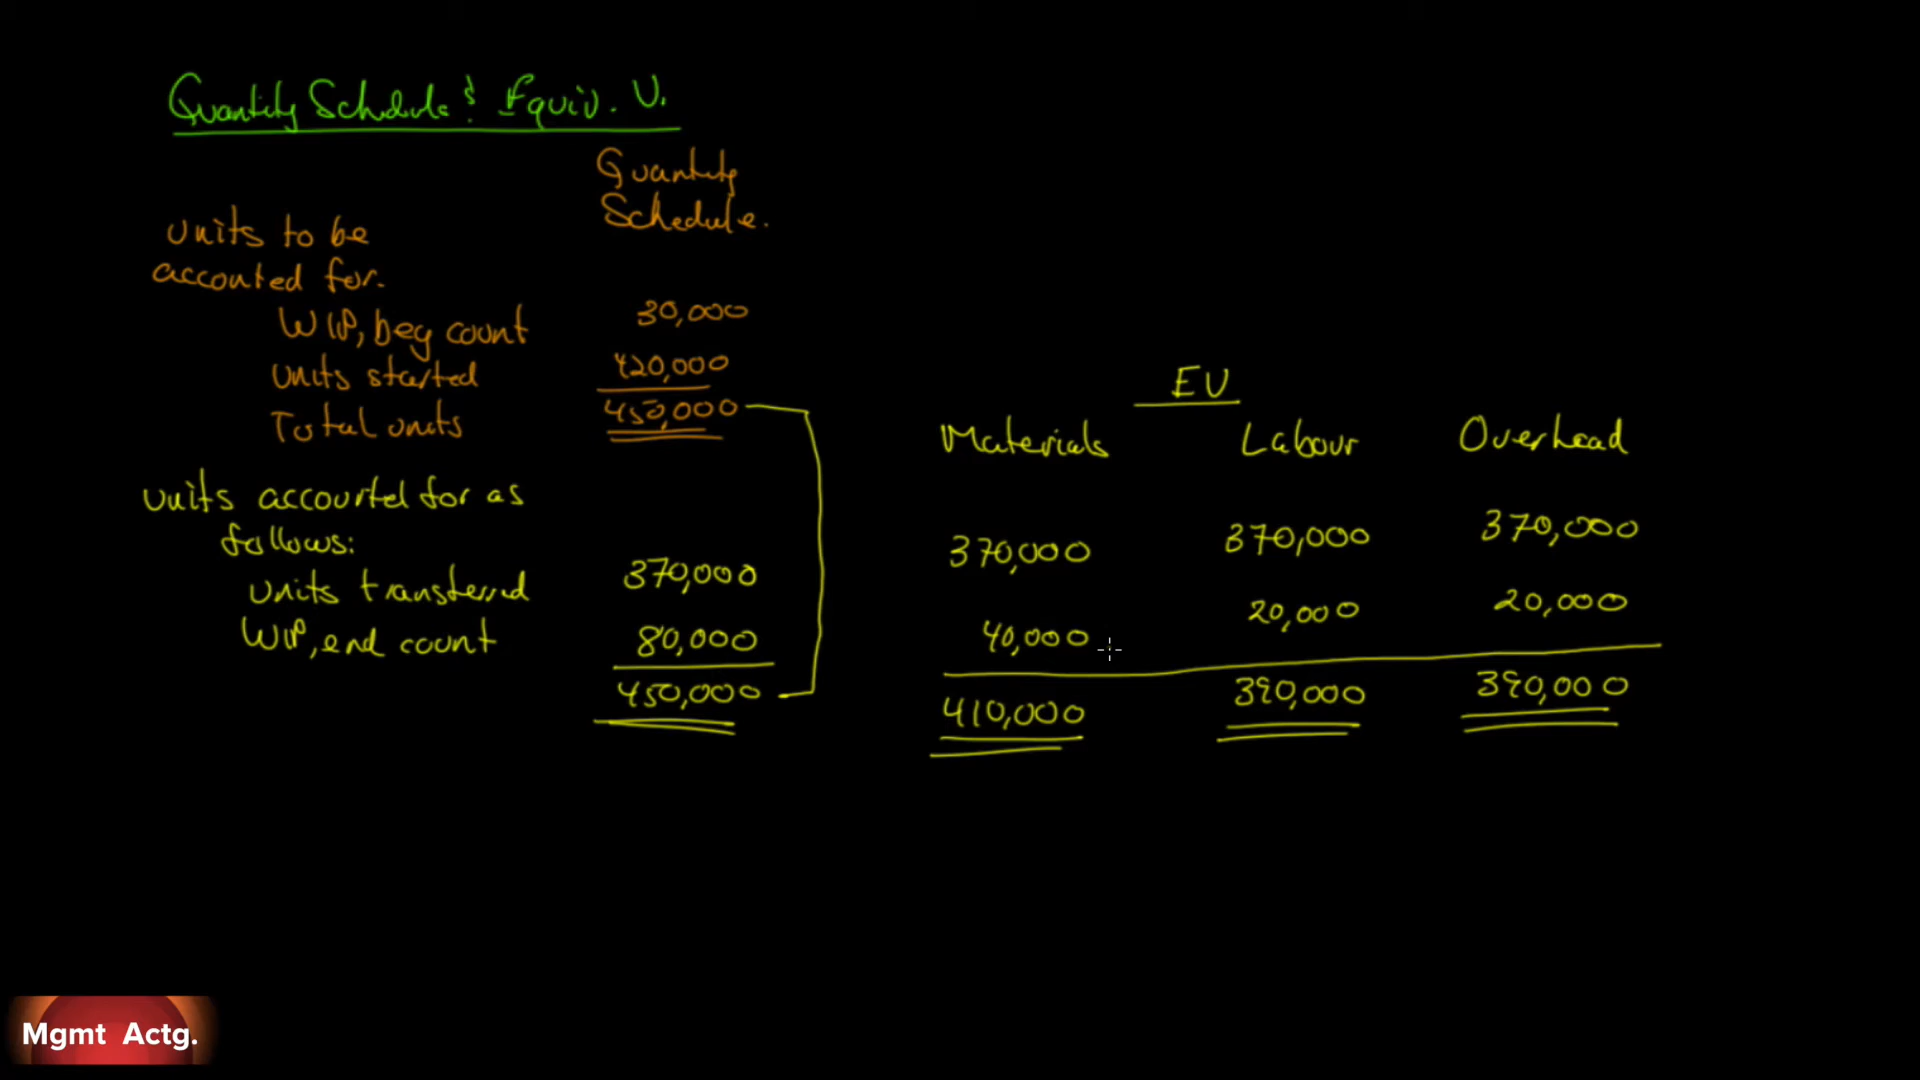 Quantity Schedule & Equiv. U.
Quantity
Schedule.
units to be
accounted for.
WIP, beg count 30,000
units started 420,000
Total units 450,000
EU
Materials Labour Overhead
units accounted for as
follows:
units transferred 370,000 370,000 370,000 370,000
WIP, end count 80,000 40,000 20,000 20,000
450,000 410,000 390,000 390,000
Mgmt Actg.